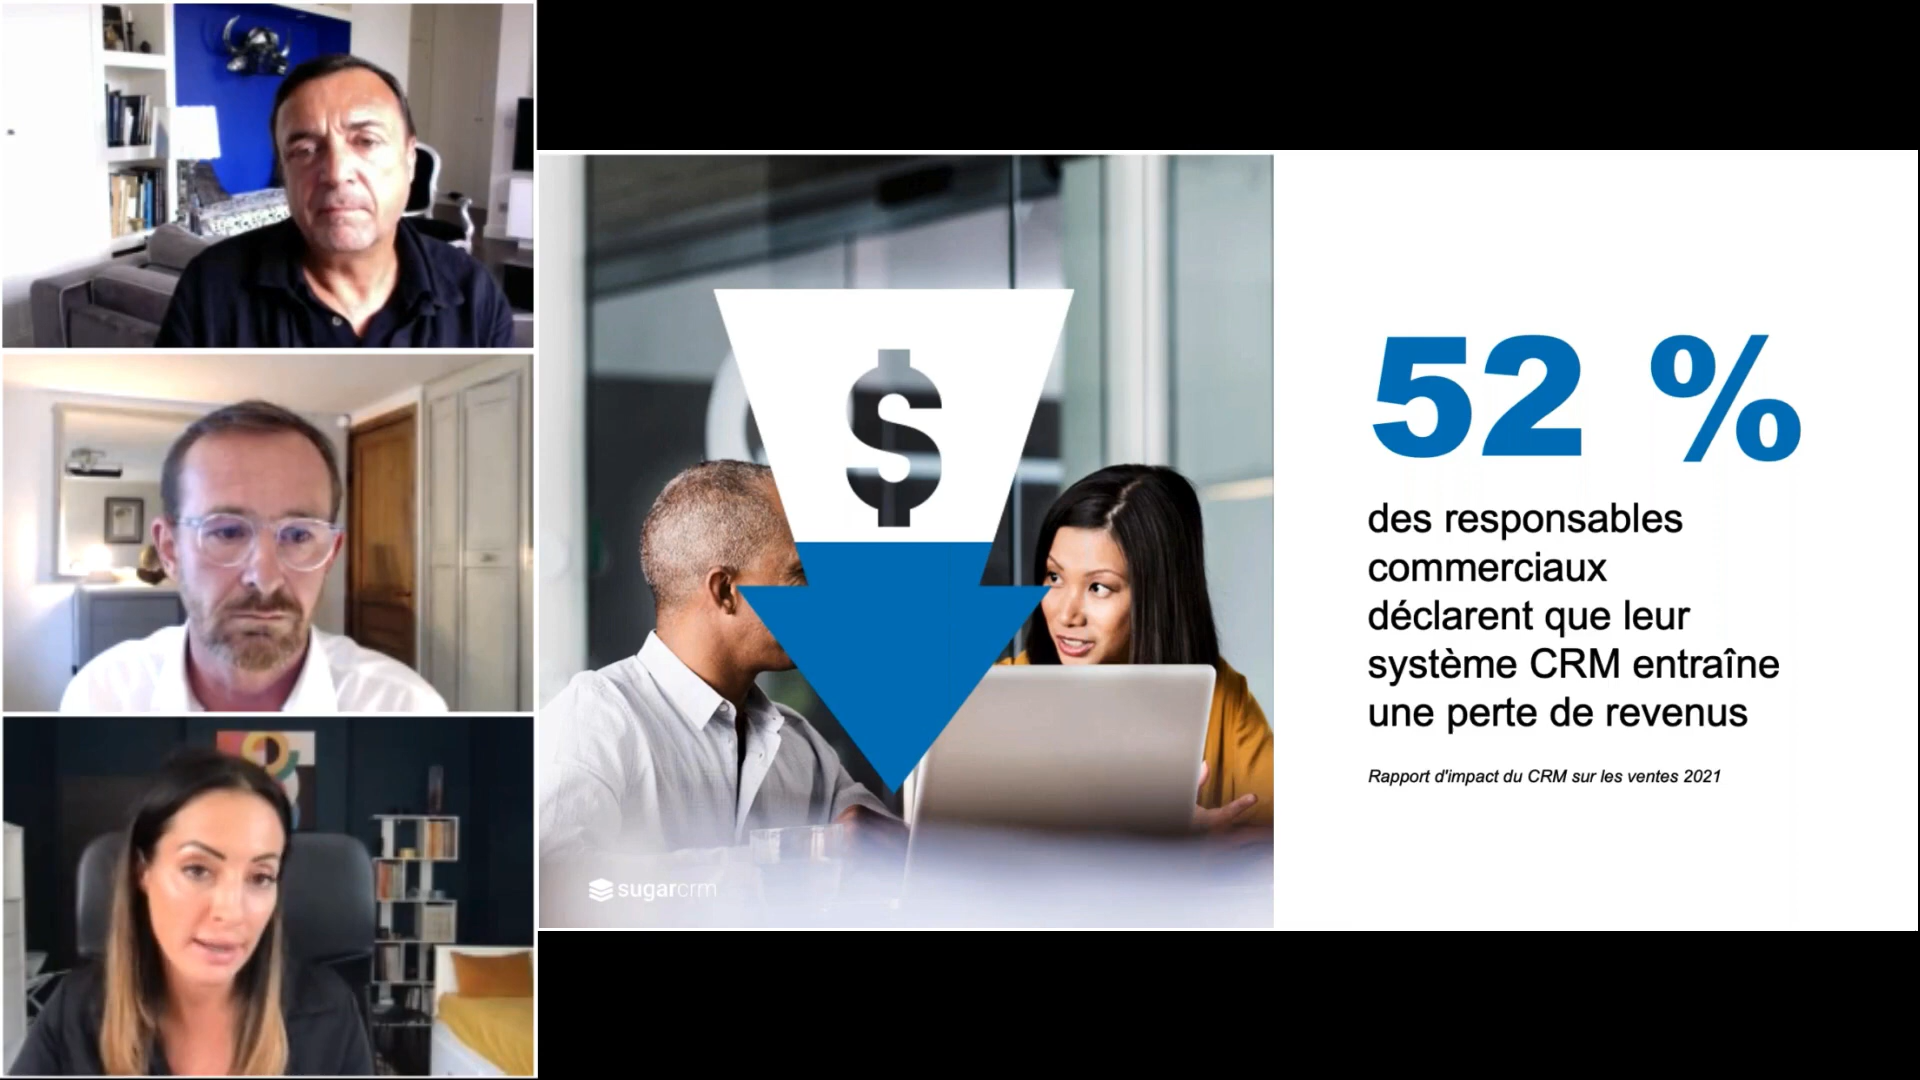 $
sugarcrm
52 %
des responsables
commerciaux
déclarent que leur
système CRM entraîne
une perte de revenus
Rapport d'impact du CRM sur les ventes 2021